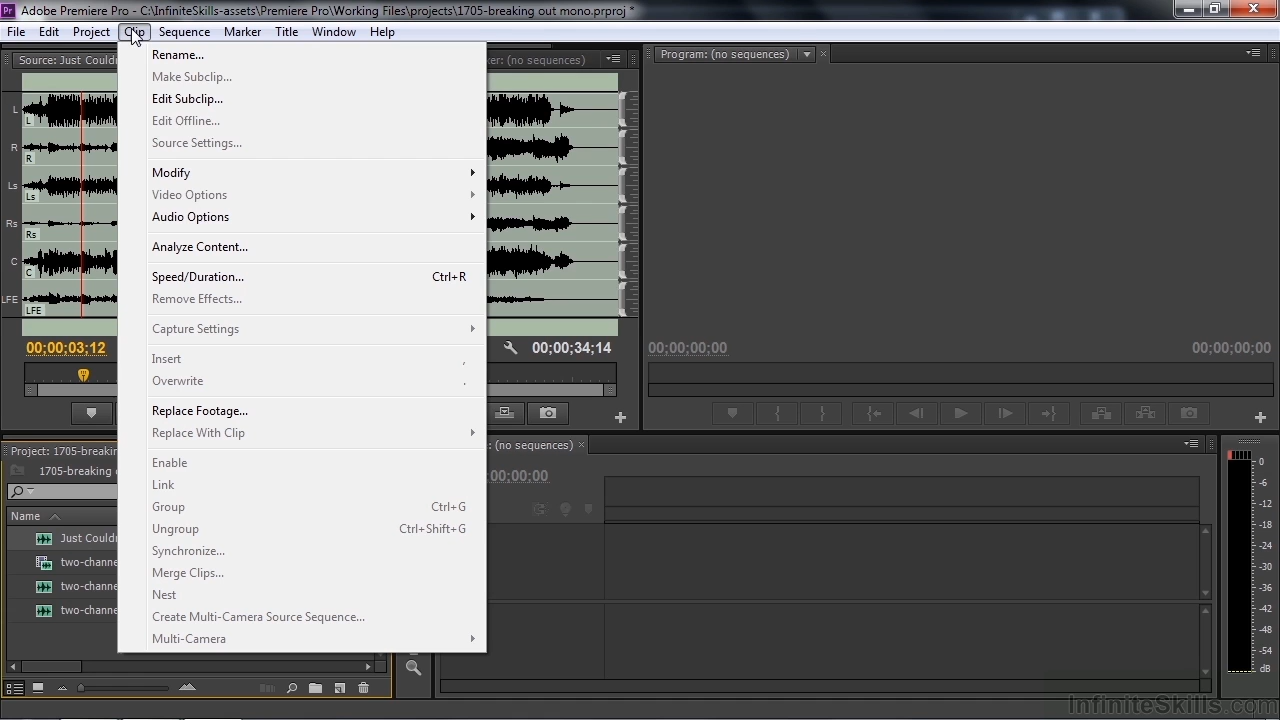 Pr Adobe Premiere Pro - C:\InfiniteSkills-assets\Premiere Pro\Working Files\projects\1705-breaking out mono.prproj *
File Edit Project Clip Sequence Marker Title Window Help
Source: Just Could
(no sequences)
Program: (no sequences)
Rename...
Make Subclip...
Edit Subclip...
Edit Offline...
Source Settings...
Modify
Video Options
Audio Options
Analyze Content...
Speed/Duration... Ctrl+R
Remove Effects...
Capture Settings
Insert ,
Overwrite .
Replace Footage...
Replace With Clip
Enable
Link
Group Ctrl+G
Ungroup Ctrl+Shift+G
Synchronize...
Merge Clips...
Nest
Create Multi-Camera Source Sequence...
Multi-Camera
L L
R R
Ls Ls
Rs Rs
C C
LFE LFE
00;00;03;12
00;00;34;14
00;00;00;00
00;00;00;00
Project: 1705-breakin
1705-breaking
Name
Just Could
two-channe
two-channe
two-channe
: (no sequences)
;00;00;00
0
-6
-12
-18
-24
-30
-36
-42
-48
-54
dB
InfiniteSkills.com